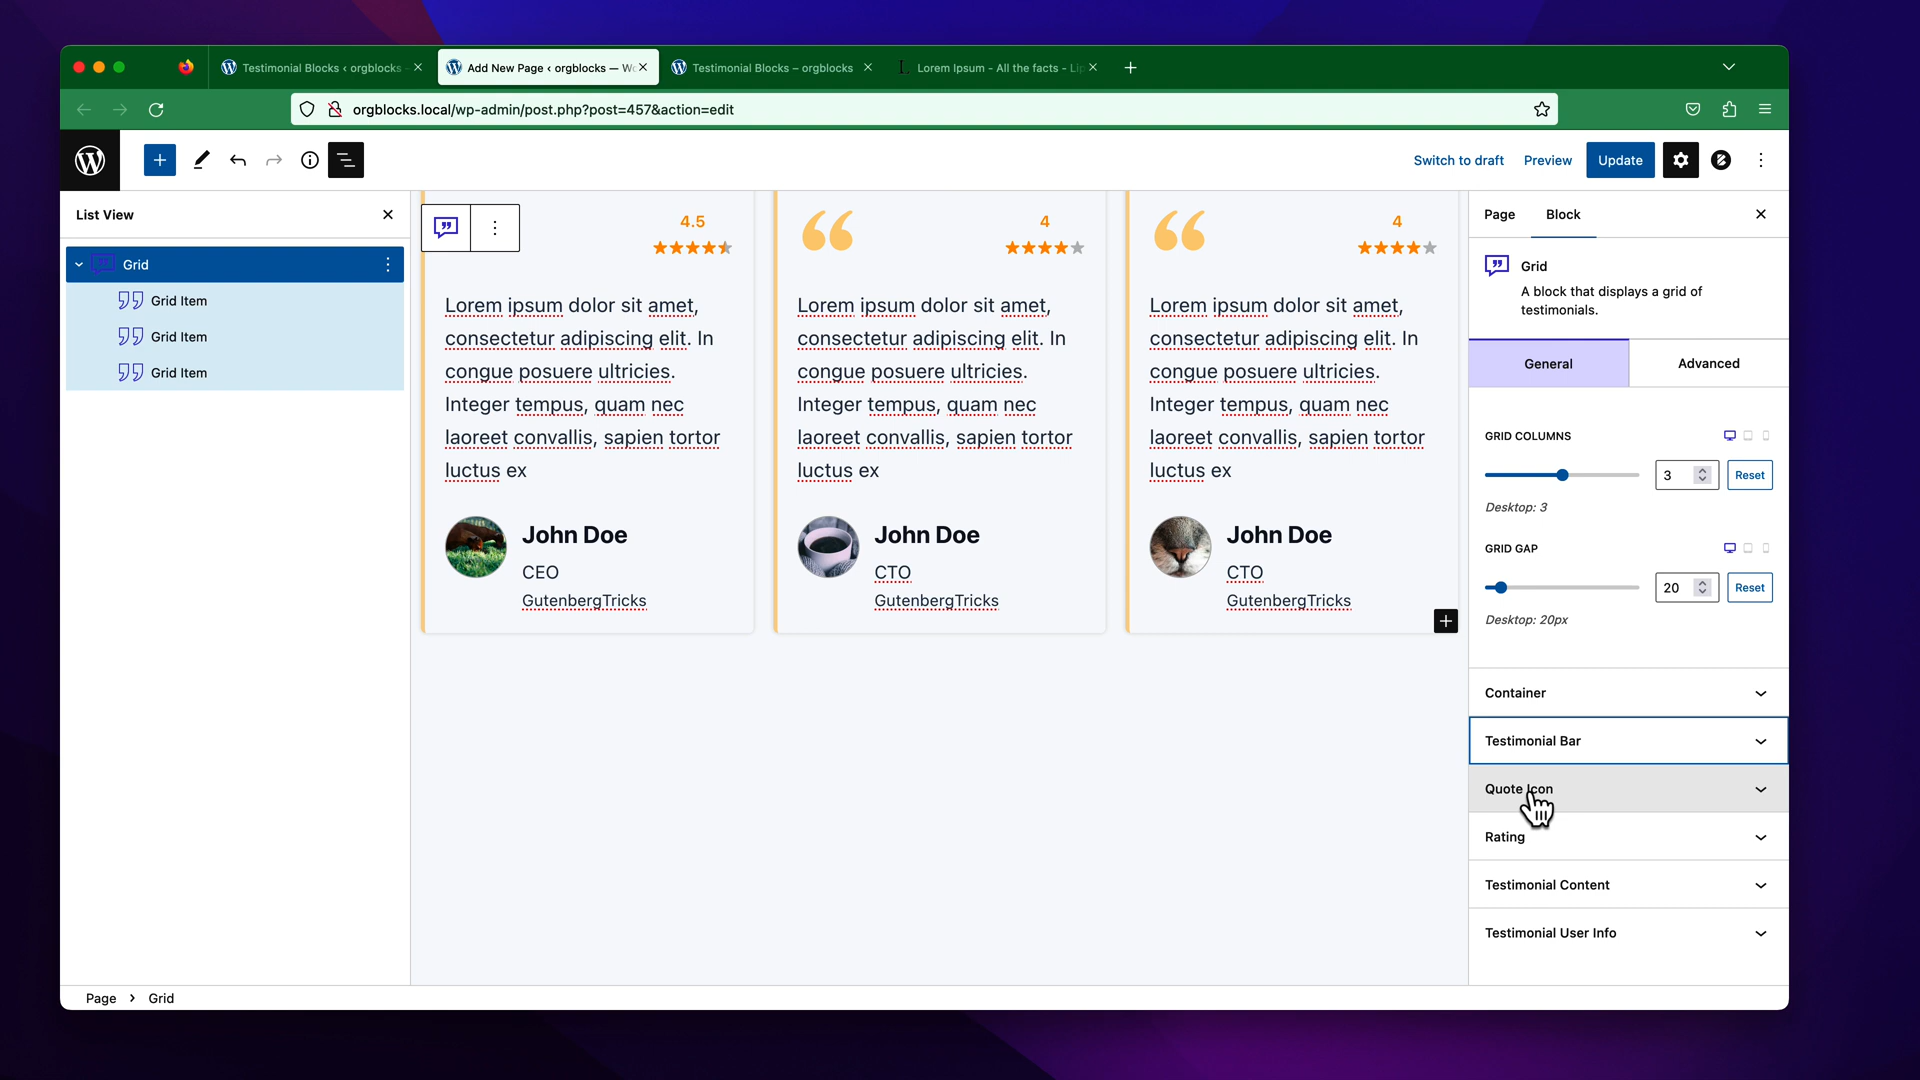 Testimonial Blocks ‹ orgblocks
Add New Page ‹ orgblocks — Wo
Testimonial Blocks – orgblocks
Lorem Ipsum - All the facts - Lip
orgblocks.local/wp-admin/post.php?post=457&action=edit
Switch to draft
Preview
Update
List View
Grid
Grid Item
Grid Item
Grid Item
4.5
Lorem ipsum dolor sit amet,
consectetur adipiscing elit. In
congue posuere ultricies.
Integer tempus, quam nec
laoreet convallis, sapien tortor
luctus ex
John Doe
CEO
GutenbergTricks
4
Lorem ipsum dolor sit amet,
consectetur adipiscing elit. In
congue posuere ultricies.
Integer tempus, quam nec
laoreet convallis, sapien tortor
luctus ex
John Doe
CTO
GutenbergTricks
4
Lorem ipsum dolor sit amet,
consectetur adipiscing elit. In
congue posuere ultricies.
Integer tempus, quam nec
laoreet convallis, sapien tortor
luctus ex
John Doe
CTO
GutenbergTricks
Page
Block
Grid
A block that displays a grid of
testimonials.
General
Advanced
GRID COLUMNS
3
Reset
Desktop: 3
GRID GAP
20
Reset
Desktop: 20px
Container
Testimonial Bar
Quote Icon
Rating
Testimonial Content
Testimonial User Info
Page › Grid